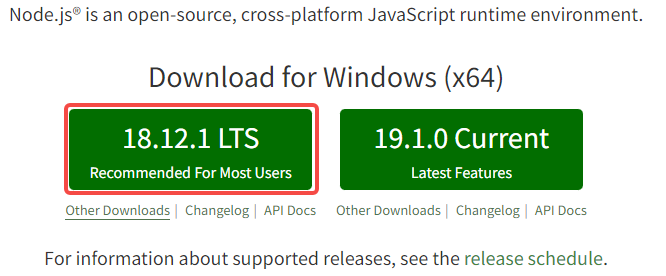 Node.js® is an open-source, cross-platform JavaScript runtime environment.
Download for Windows (x64)
18.12.1 LTS
Recommended For Most Users
19.1.0 Current
Latest Features
Other Downloads | Changelog | API Docs
Other Downloads | Changelog | API Docs
For information about supported releases, see the release schedule.